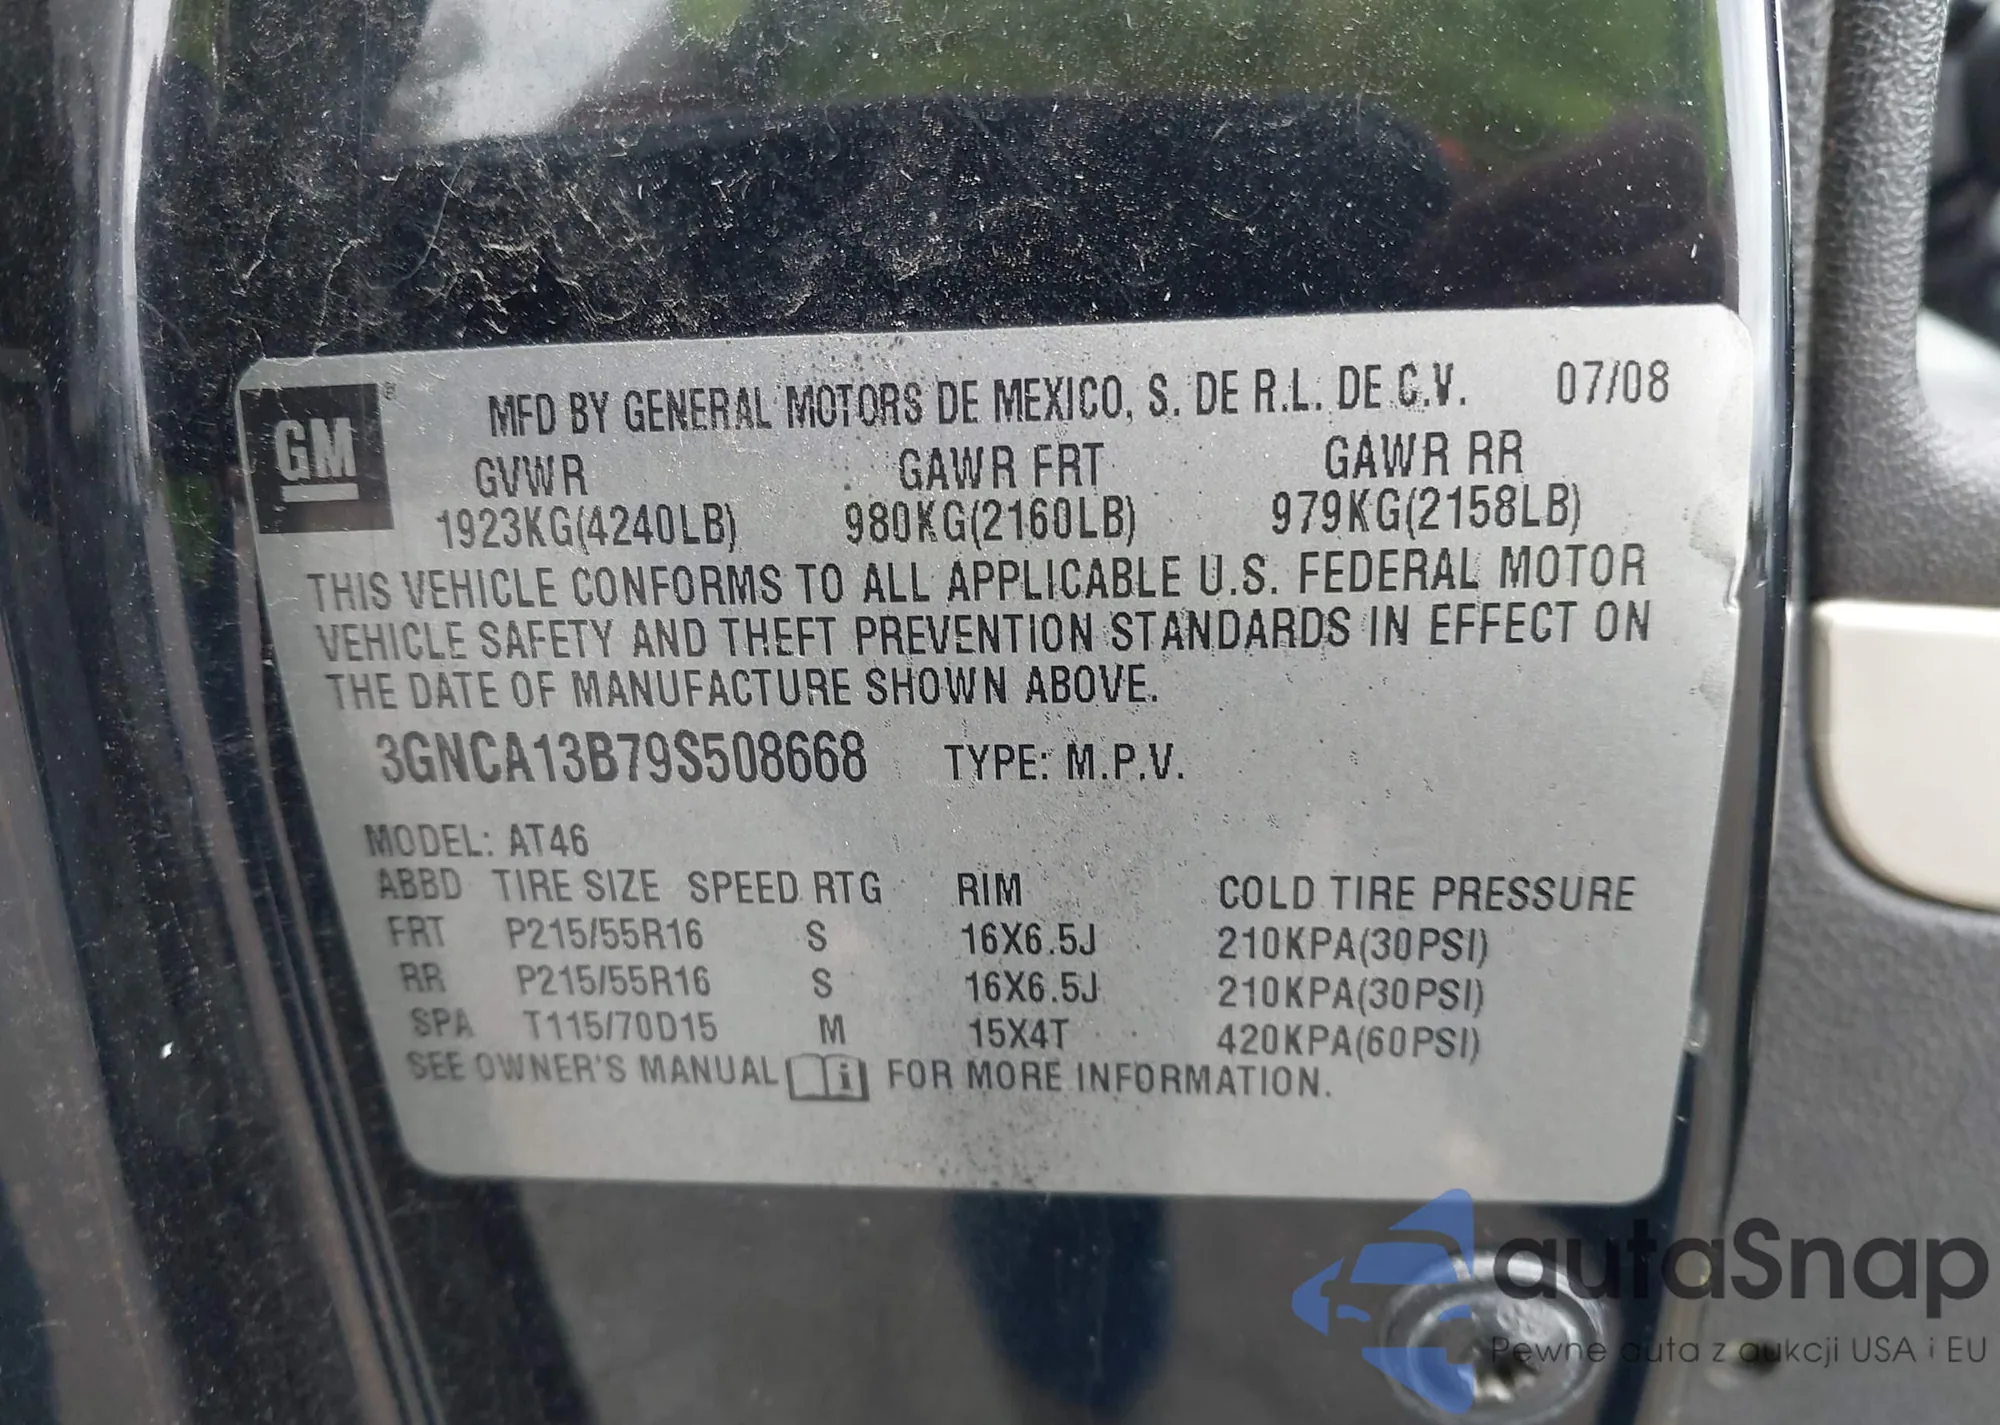 GM ®
MFD BY GENERAL MOTORS DE MEXICO, S. DE R.L. DE C.V. 07/08
GVWR GAWR FRT GAWR RR
1923KG(4240LB) 980KG(2160LB) 979KG(2158LB)
THIS VEHICLE CONFORMS TO ALL APPLICABLE U.S. FEDERAL MOTOR
VEHICLE SAFETY AND THEFT PREVENTION STANDARDS IN EFFECT ON
THE DATE OF MANUFACTURE SHOWN ABOVE.
3GNCA13B79S508668 TYPE: M.P.V.
MODEL: AT46
ABBD TIRE SIZE SPEED RTG RIM COLD TIRE PRESSURE
FRT P215/55R16 S 16X6.5J 210KPA(30PSI)
RR P215/55R16 S 16X6.5J 210KPA(30PSI)
SPA T115/70D15 M 15X4T 420KPA(60PSI)
SEE OWNER'S MANUAL i FOR MORE INFORMATION.
autaSnap
Pewne auta z aukcji USA i EU